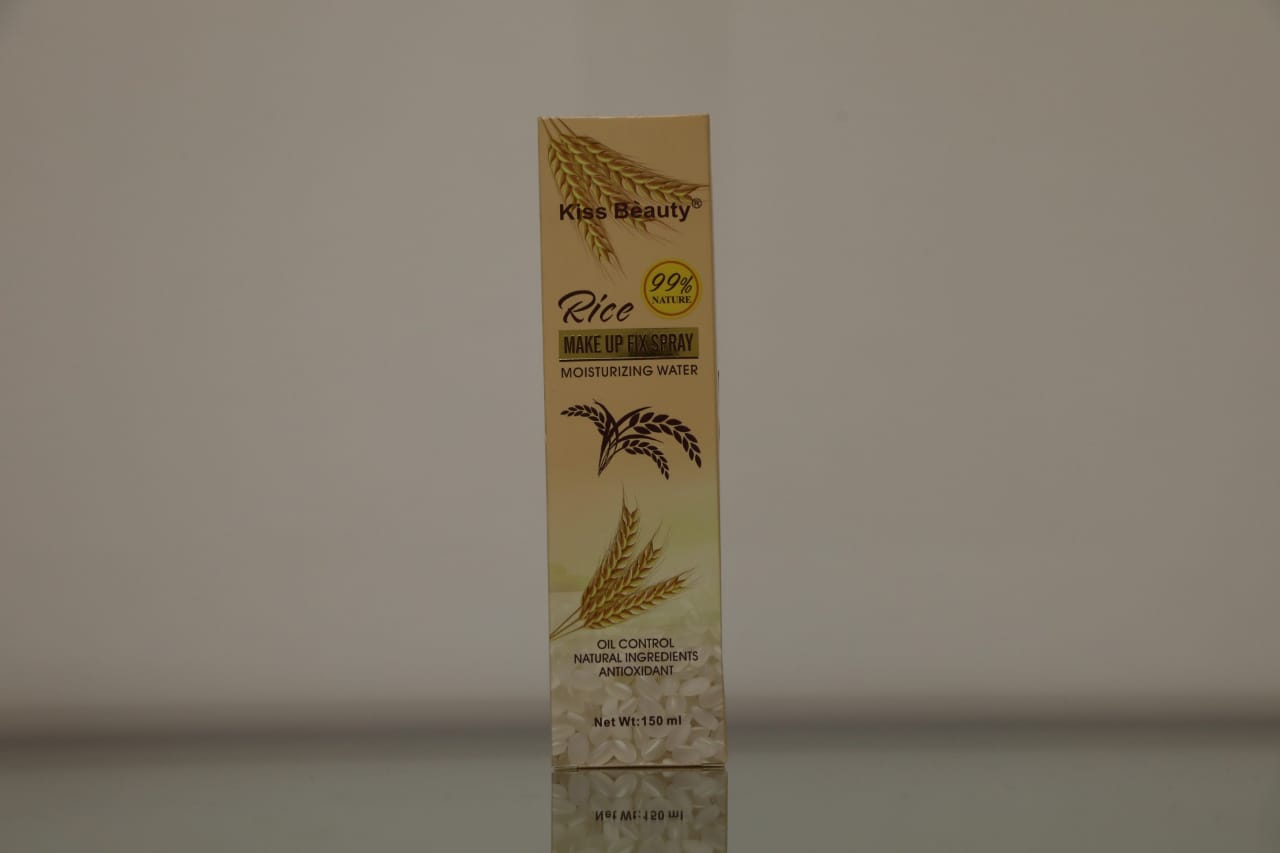 Kiss Beauty®
99%
NATURE
Rice
MAKE UP FIX SPRAY
MOISTURIZING WATER
OIL CONTROL
NATURAL INGREDIENTS
ANTIOXIDANT
Net Wt:150 ml